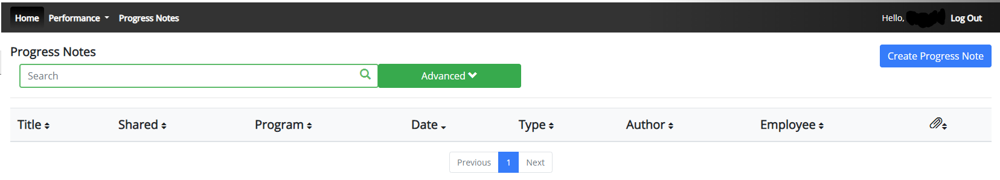 Home Performance Progress Notes Hello, Log Out
Progress Notes
Create Progress Note
Search Advanced
Title Shared Program Date Type Author Employee
Previous 1 Next